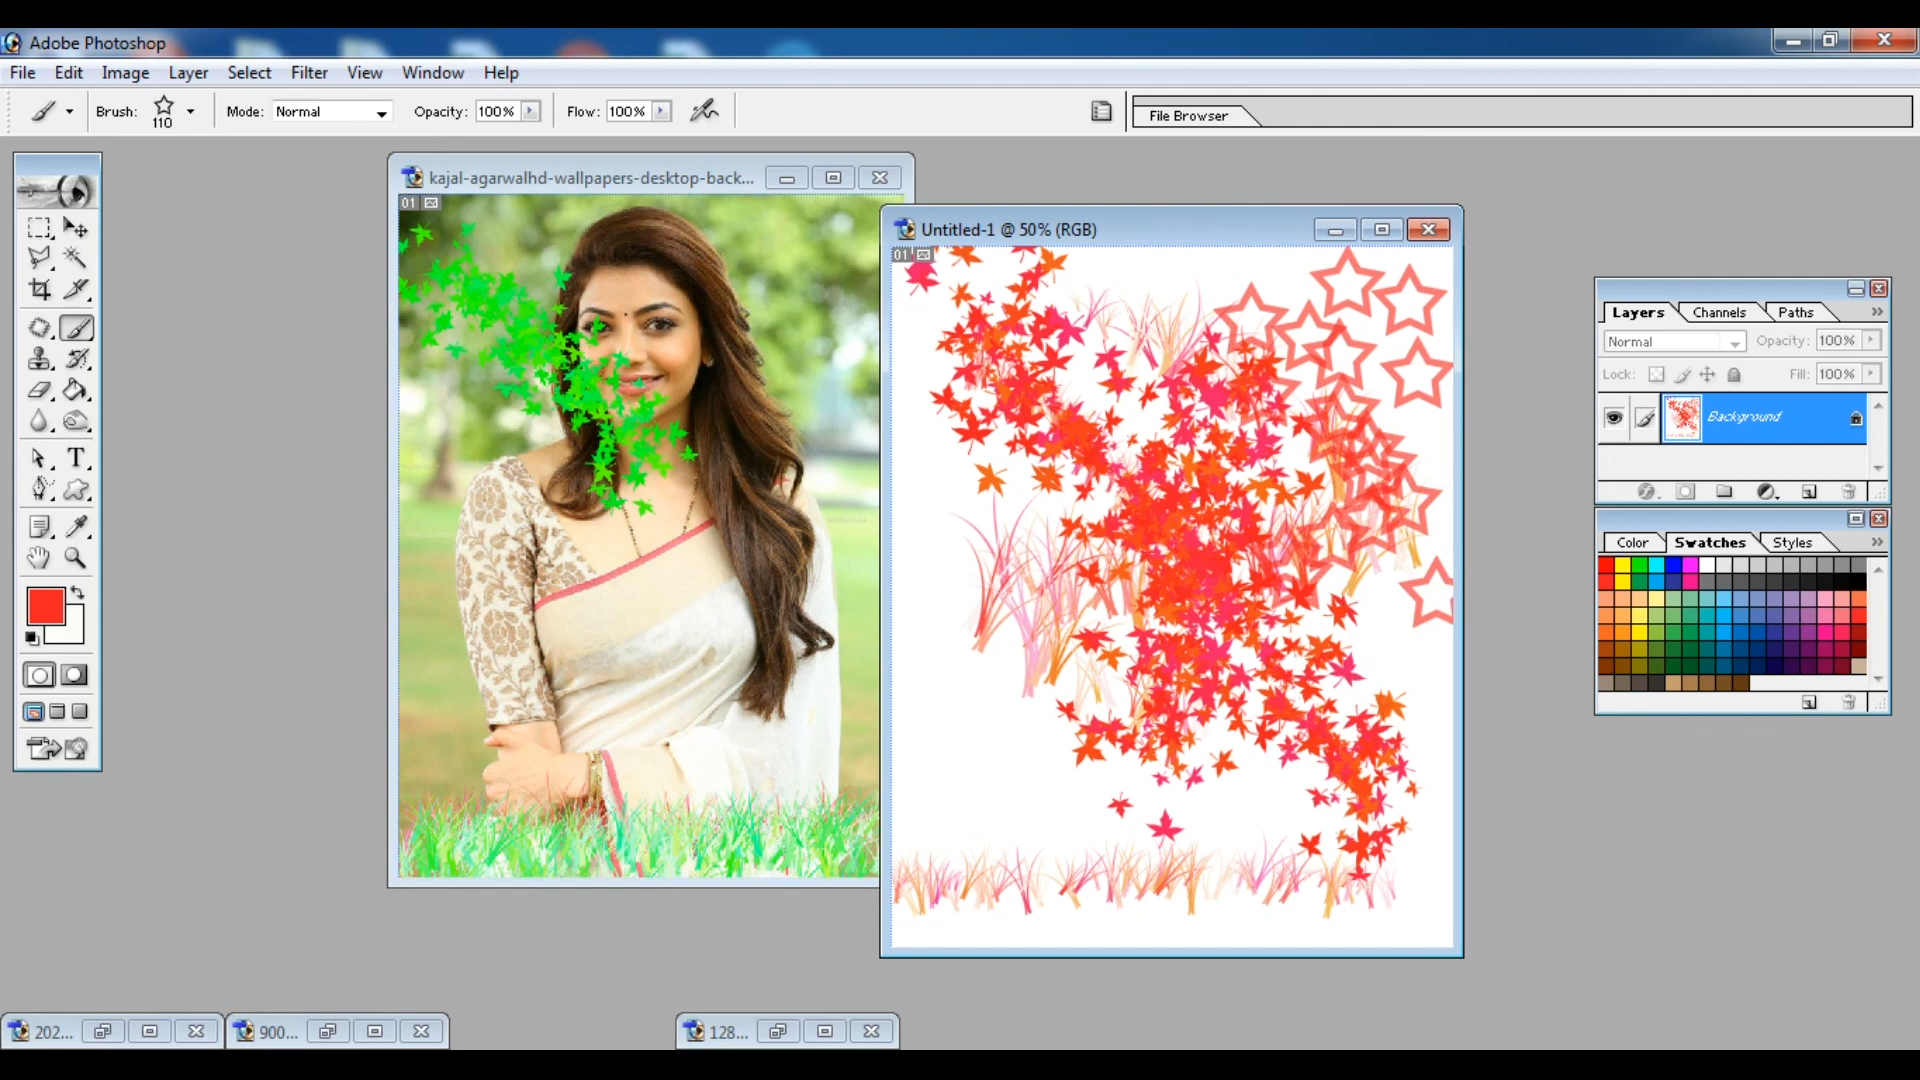 Adobe Photoshop
File Edit Image Layer Select Filter View Window Help
Brush: 110 Mode: Normal Opacity: 100% Flow: 100% File Browser
kajal-agarwalhd-wallpapers-desktop-back...
01
Untitled-1 @ 50% (RGB)
01
Layers Channels Paths
Normal Opacity: 100%
Lock: Fill: 100%
Background
Color Swatches Styles
202... 900... 128...